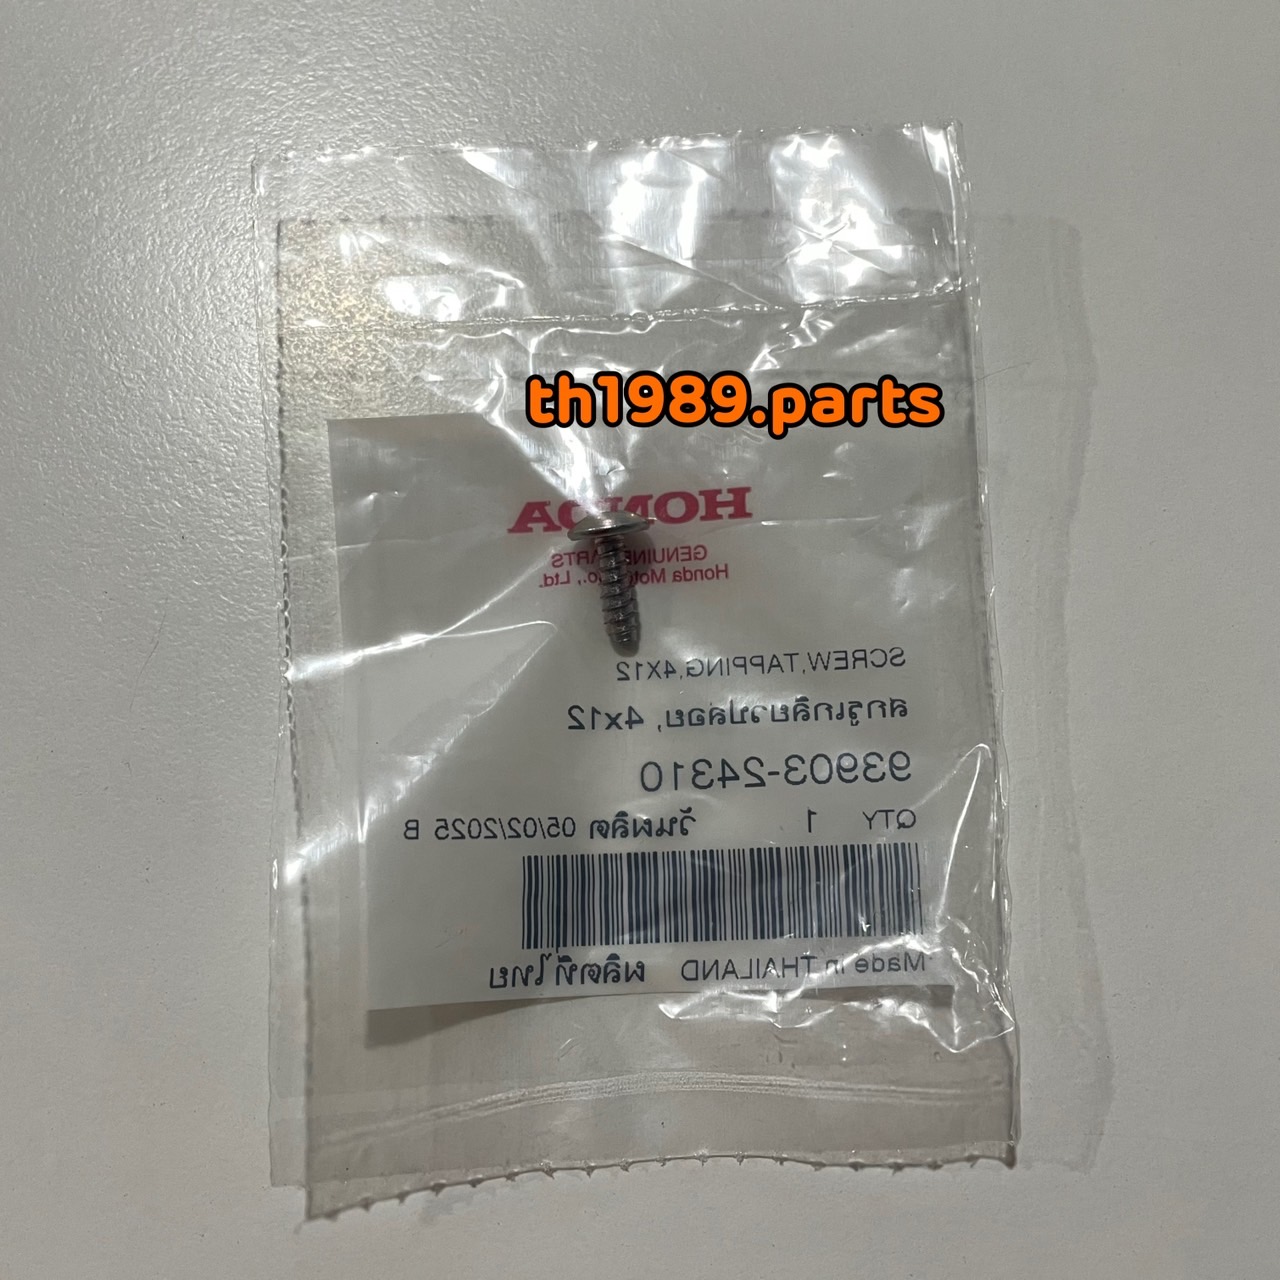 th1989.parts
HONDA
GENUINE PARTS
Honda Motor Co., Ltd.
SCREW,TAPPING,4X12
สกรูเกลียวปล่อย, 4x12
93903-24310
QTY 1 วันผลิต 05/02/2025 B
Made in THAILAND ผลิตที่ไทย